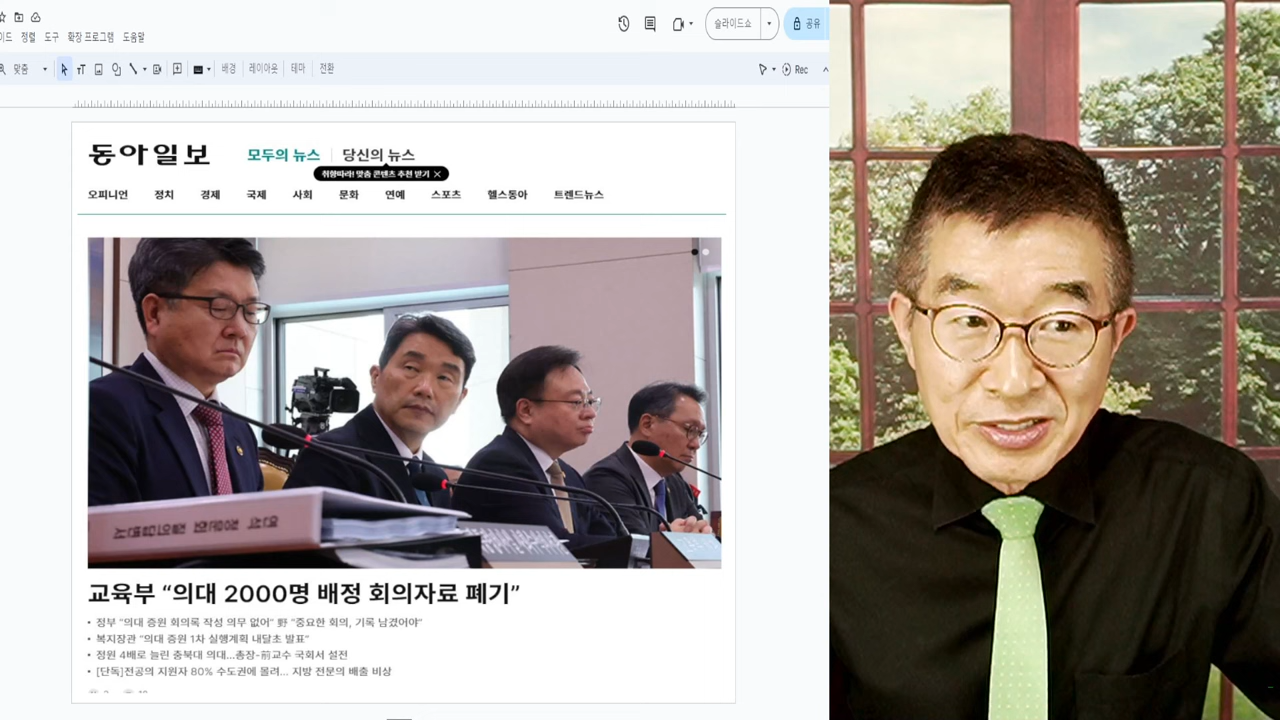 이드 정렬 도구 확장 프로그램 도움말
슬라이드쇼
공유
맞춤
배경 레이아웃 테마 전환
Rec
동아일보
모두의 뉴스 당신의 뉴스
취향따라! 맞춤 콘텐츠 추천 받기
오피니언 정치 경제 국제 사회 문화 연예 스포츠 헬스동아 트렌드뉴스
교육부 “의대 2000명 배정 회의자료 폐기”
• 정부 “의대 증원 회의록 작성 의무 없어” 野 “중요한 회의, 기록 남겼어야”
• 복지장관 “의대 증원 1차 실행계획 내달초 발표”
• 정원 4배로 늘린 충북대 의대…총장-前교수 국회서 설전
• [단독]전공의 지원자 80% 수도권에 몰려… 지방 전문의 배출 비상